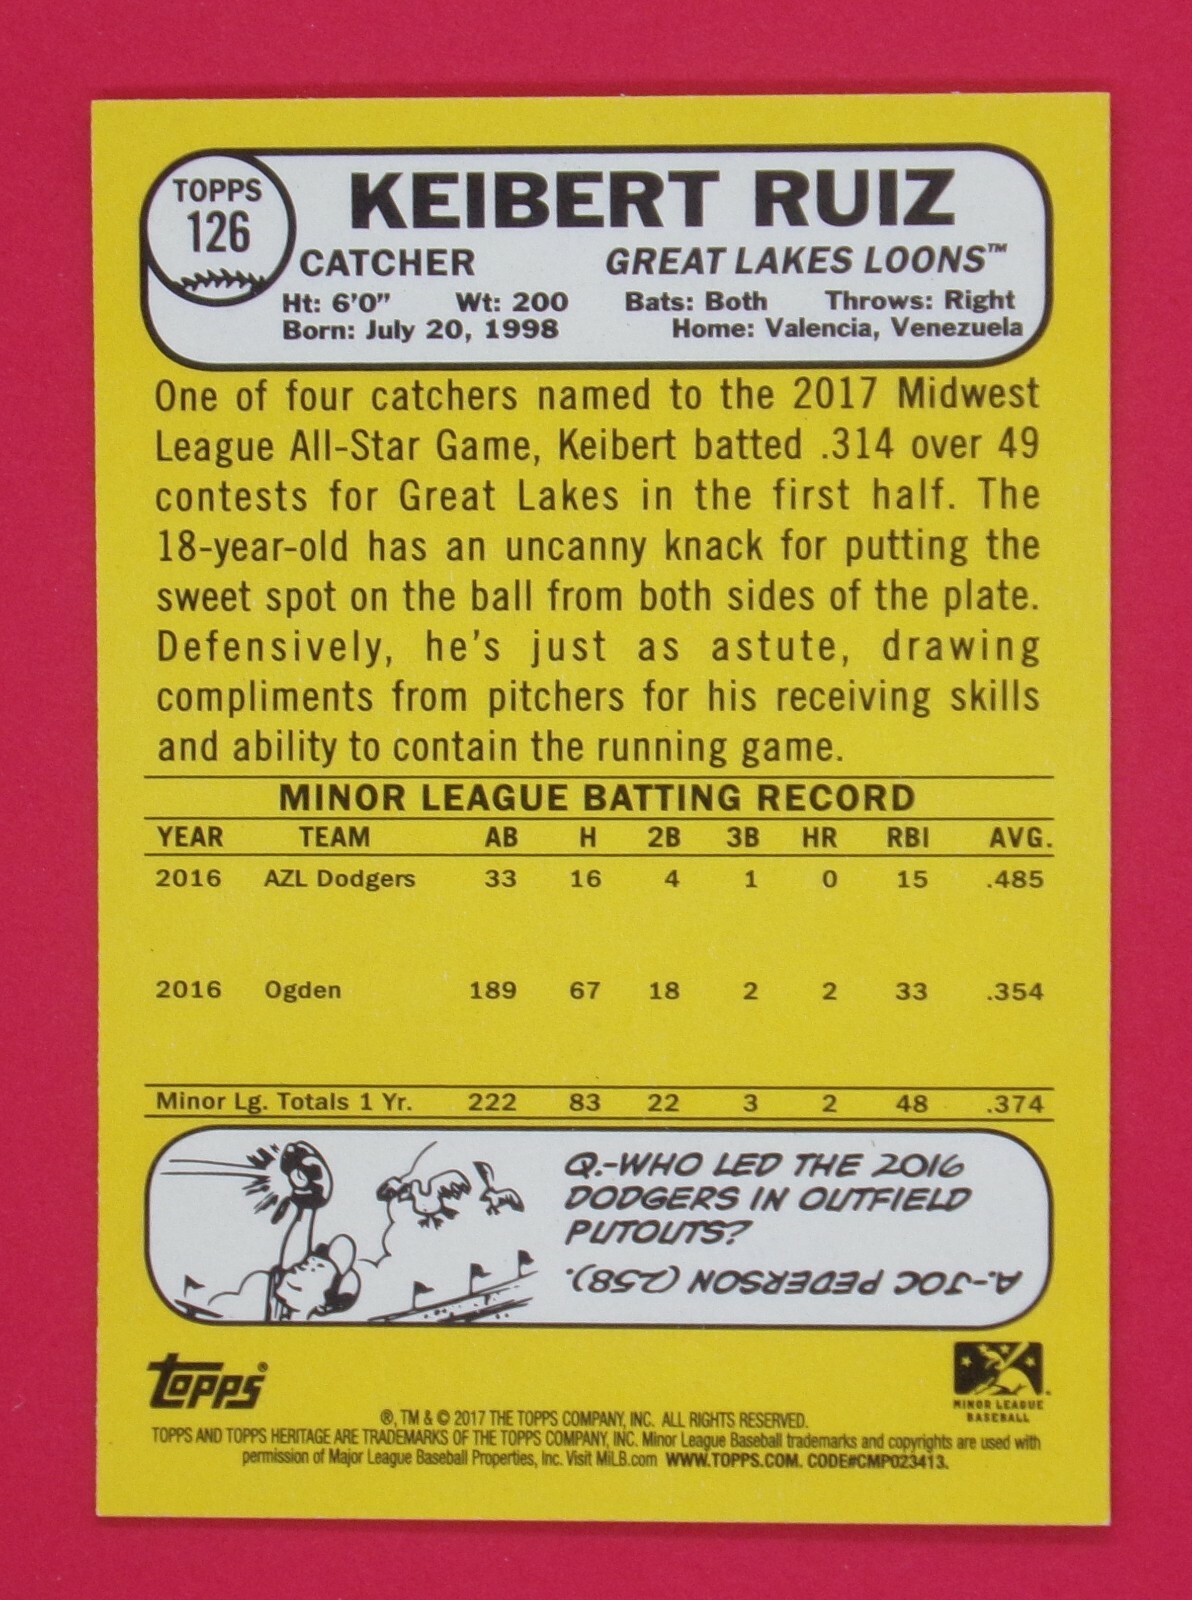 TOPPS
126
KEIBERT RUIZ
CATCHER GREAT LAKES LOONS™
Ht: 6'0" Wt: 200 Bats: Both Throws: Right
Born: July 20, 1998 Home: Valencia, Venezuela
One of four catchers named to the 2017 Midwest
League All-Star Game, Keibert batted .314 over 49
contests for Great Lakes in the first half. The
18-year-old has an uncanny knack for putting the
sweet spot on the ball from both sides of the plate.
Defensively, he's just as astute, drawing
compliments from pitchers for his receiving skills
and ability to contain the running game.
MINOR LEAGUE BATTING RECORD
YEAR TEAM AB H 2B 3B HR RBI AVG.
2016 AZL Dodgers 33 16 4 1 0 15 .485
2016 Ogden 189 67 18 2 2 33 .354
Minor Lg. Totals 1 Yr. 222 83 22 3 2 48 .374
Q.-WHO LED THE 2016
DODGERS IN OUTFIELD
PUTOUTS?
A.-JOC PEDERSON (258).
Topps®
MINOR LEAGUE
BASEBALL
®, TM & © 2017 THE TOPPS COMPANY, INC. ALL RIGHTS RESERVED.
TOPPS AND TOPPS HERITAGE ARE TRADEMARKS OF THE TOPPS COMPANY, INC. Minor League Baseball trademarks and copyrights are used with
permission of Major League Baseball Properties, Inc. Visit MiLB.com WWW.TOPPS.COM. CODE#CMP023413.